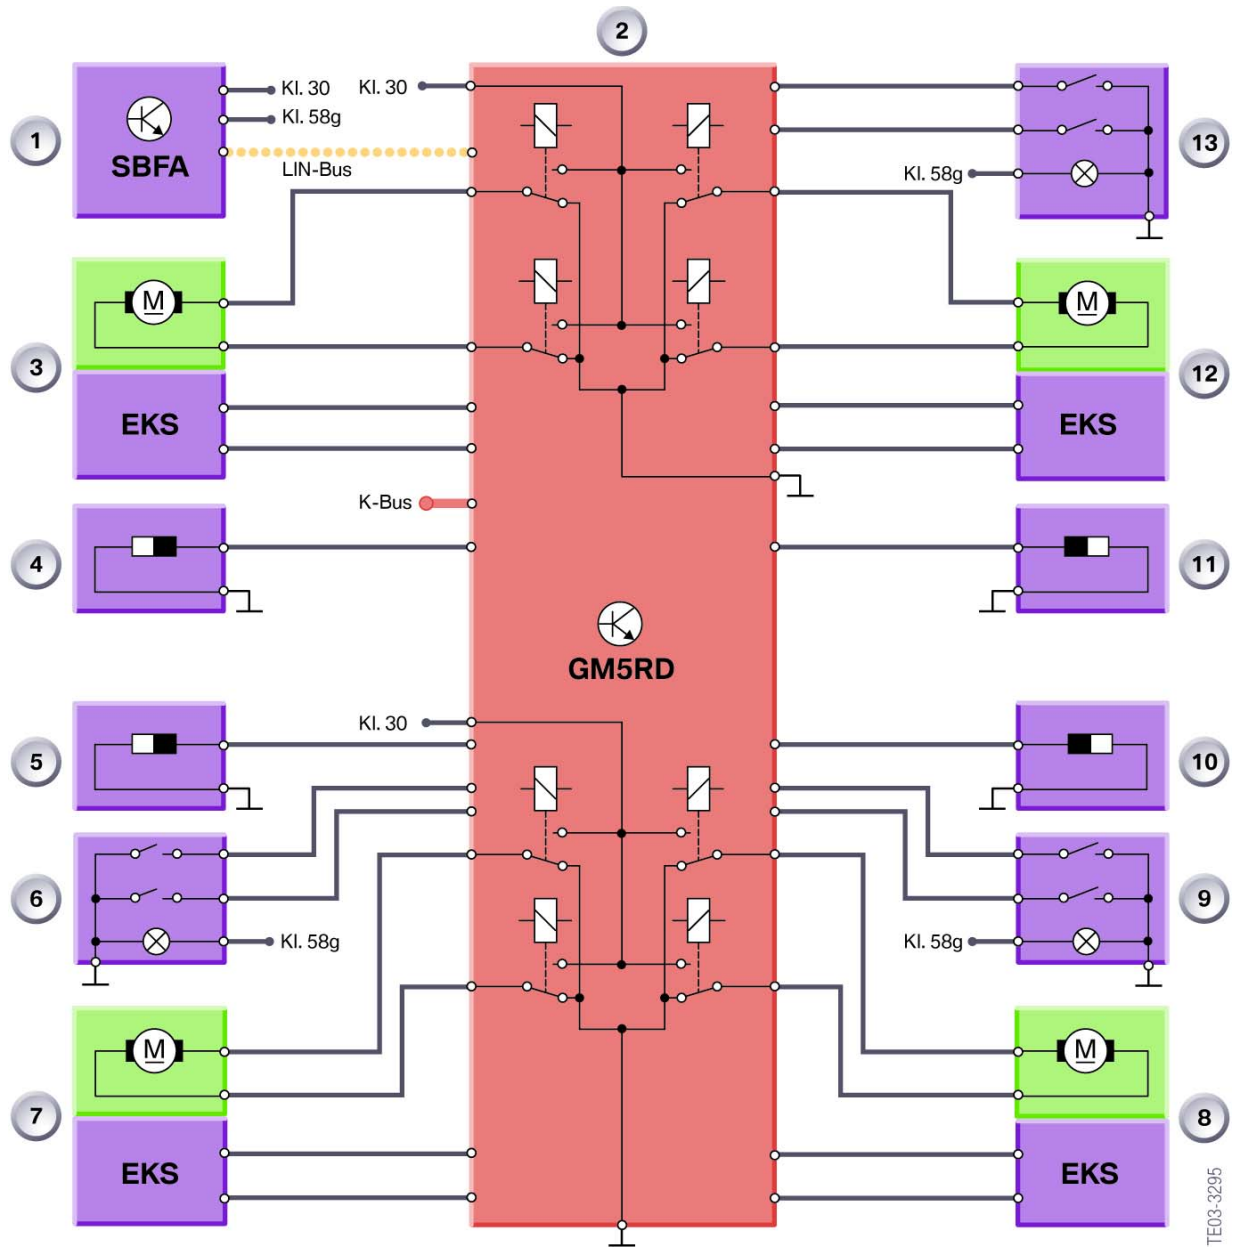 2
1
SBFA
Kl. 30
Kl. 58g
LIN-Bus
Kl. 30
Kl. 58g
13
3
M
EKS
M
EKS
12
K-Bus
4
11
GM5RD
Kl. 30
5
10
6
Kl. 58g
Kl. 58g
9
7
M
EKS
M
EKS
8
TE03-3295